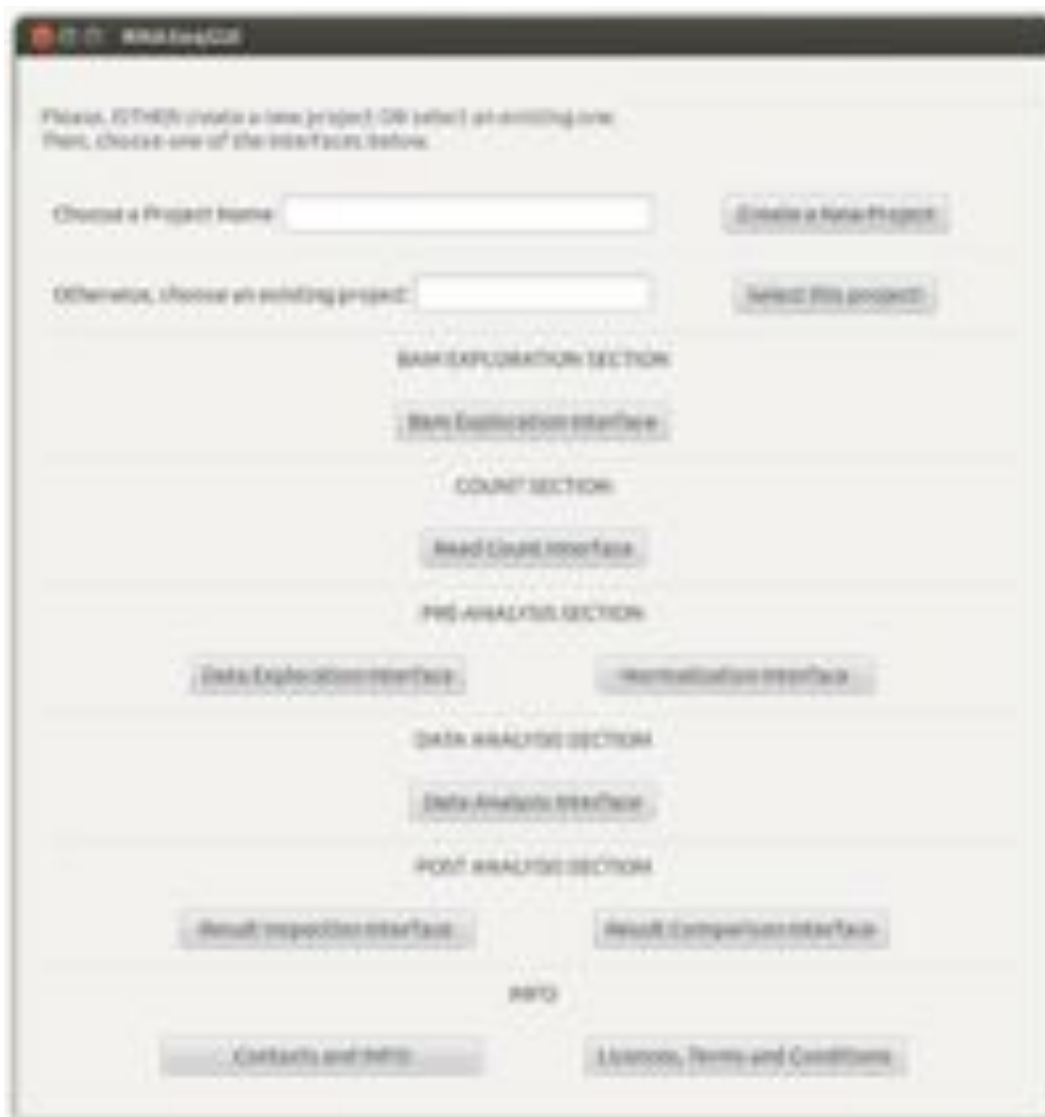 RNASeqGUI
Please, EITHER create a new project OR select an existing one.
Then, choose one of the interfaces below.
Choose a Project Name
Create a New Project
Otherwise, choose an existing project
Select this project!
BAM EXPLORATION SECTION
Bam Exploration Interface
COUNT SECTION
Read Count Interface
PRE-ANALYSIS SECTION
Data Exploration Interface
Normalization Interface
DATA ANALYSIS SECTION
Data Analysis Interface
POST ANALYSIS SECTION
Result Inspection Interface
Result Comparison Interface
INFO
Contacts and INFO
Licences, Terms and Conditions